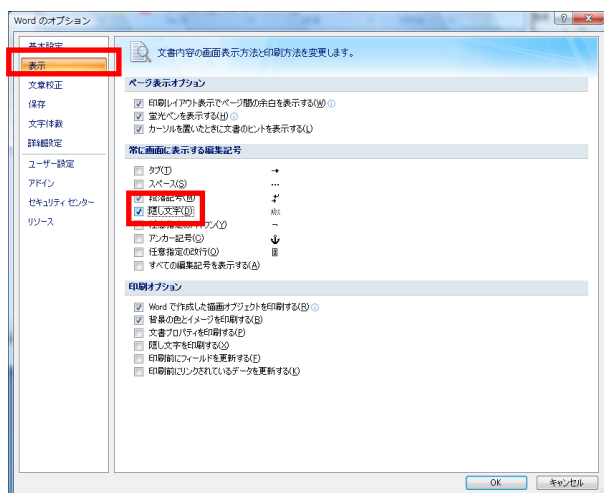 Word のオプション
基本設定
表示
文章校正
保存
文字体裁
詳細設定
ユーザー設定
アドイン
セキュリティ センター
リソース
文書内容の画面表示方法と印刷方法を変更します。
ページ表示オプション
印刷レイアウト表示でページ間の余白を表示する(W)
蛍光ペンを表示する(H)
カーソルを置いたときに文書のヒントを表示する(L)
常に画面に表示する編集記号
タブ(T) →
スペース(S) ...
段落記号(M)
隠し文字(D) abc
任意指定のハイフン(Y) ¬
アンカー記号(C)
任意指定の改行(O)
すべての編集記号を表示する(A)
印刷オプション
Word で作成した描画オブジェクトを印刷する(R)
背景の色とイメージを印刷する(B)
文書プロパティを印刷する(P)
隠し文字を印刷する(X)
印刷前にフィールドを更新する(F)
印刷前にリンクされているデータを更新する(K)
OK キャンセル